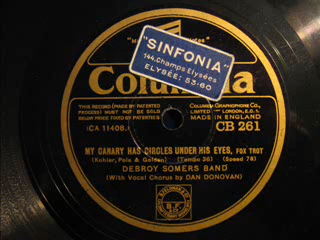 "SINFONIA"
144. Champs Elysées
ELYSÉE: 53-60
Columbia
THIS RECORD (MADE BY PATENTED
PROCESS) MUST NOT BE SOLD
BELOW PRICE FIXED BY PATENTEES
COLUMBIA GRAPHOPHONE CO.,
LIMITED, LONDON, E.C.1.
MADE IN ENGLAND
(CA 11408.)
CB 261
MY CANARY HAS CIRCLES UNDER HIS EYES, FOX TROT
(Kohler, Pola & Golden) (Tempo 36) (Speed 78)
DEBROY SOMERS BAND
(With Vocal Chorus by DAN DONOVAN)